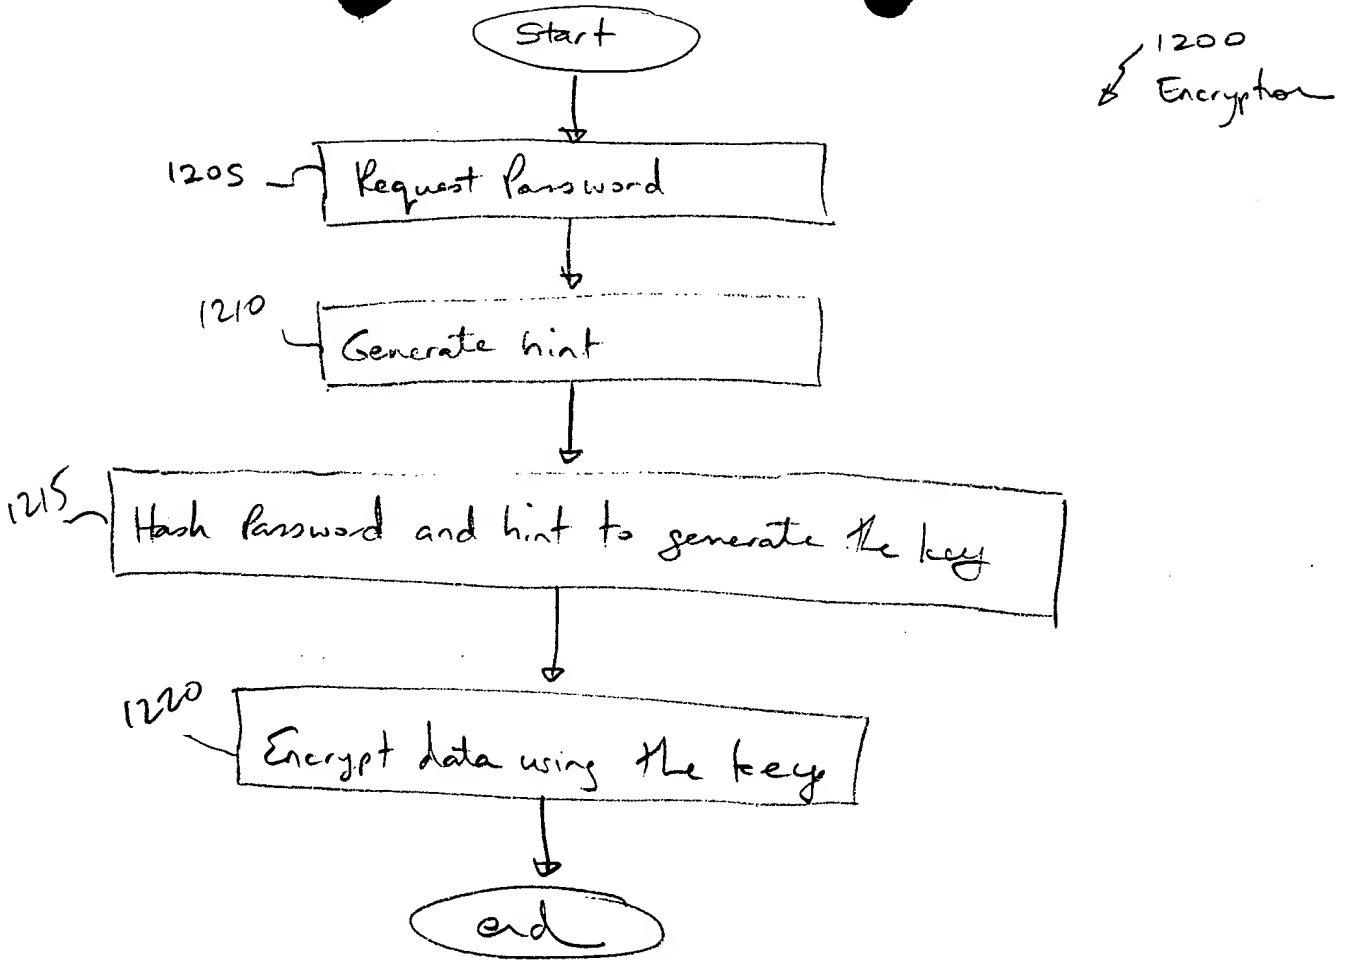 Start
1200
Encryption
1205
Request Password
1210
Generate hint
1215
Hash Password and hint to generate the key
1220
Encrypt data using the key
end